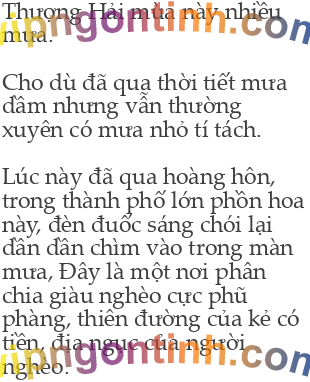 Thượng Hải mùa này nhiều
mưa.
Cho dù đã qua thời tiết mưa
dầm nhưng vẫn thường
xuyên có mưa nhỏ tí tách.
Lúc này đã qua hoàng hôn,
trong thành phố lớn phồn hoa
này, đèn đuốc sáng chói lại
dần dần chìm vào trong màn
mưa, Đây là một nơi phân
chia giàu nghèo cực phũ
phàng, thiên đường của kẻ có
tiền, địa ngục của người
nghèo.
upngontinh.com
upngontinh.com